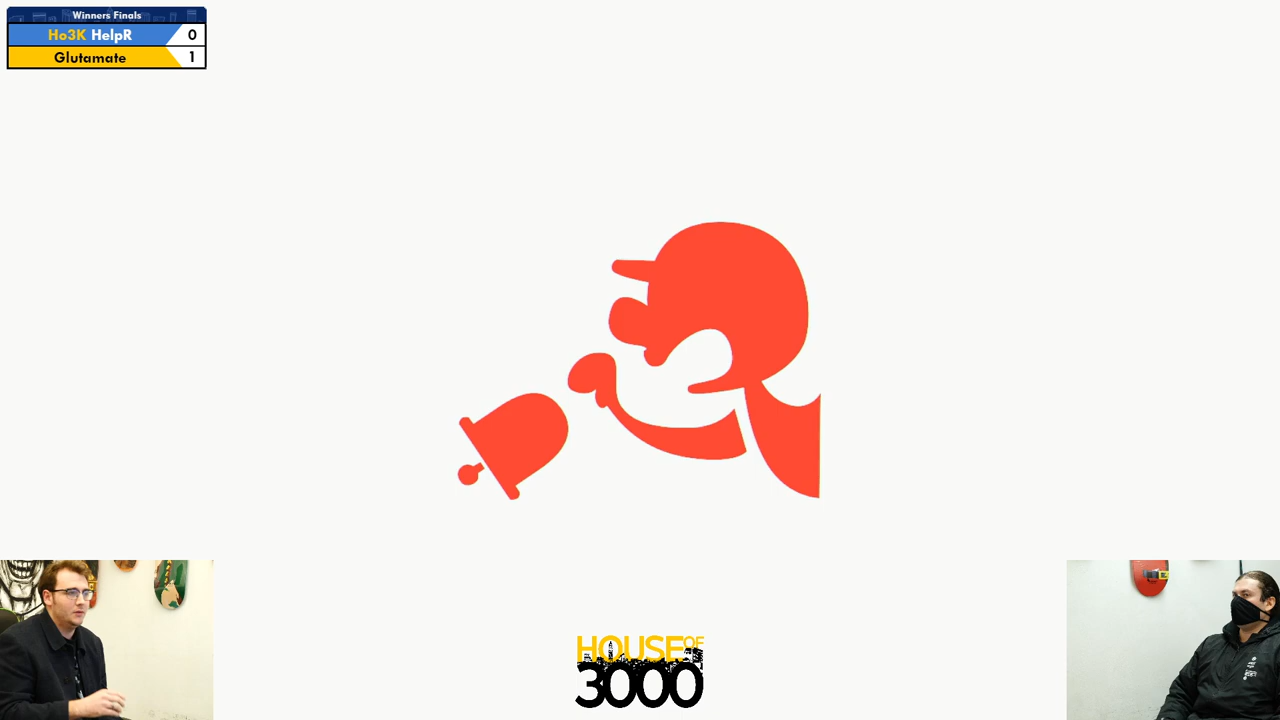 Winners Finals
Ho3K HelpR 0
Glutamate 1
HOUSE OF
3000